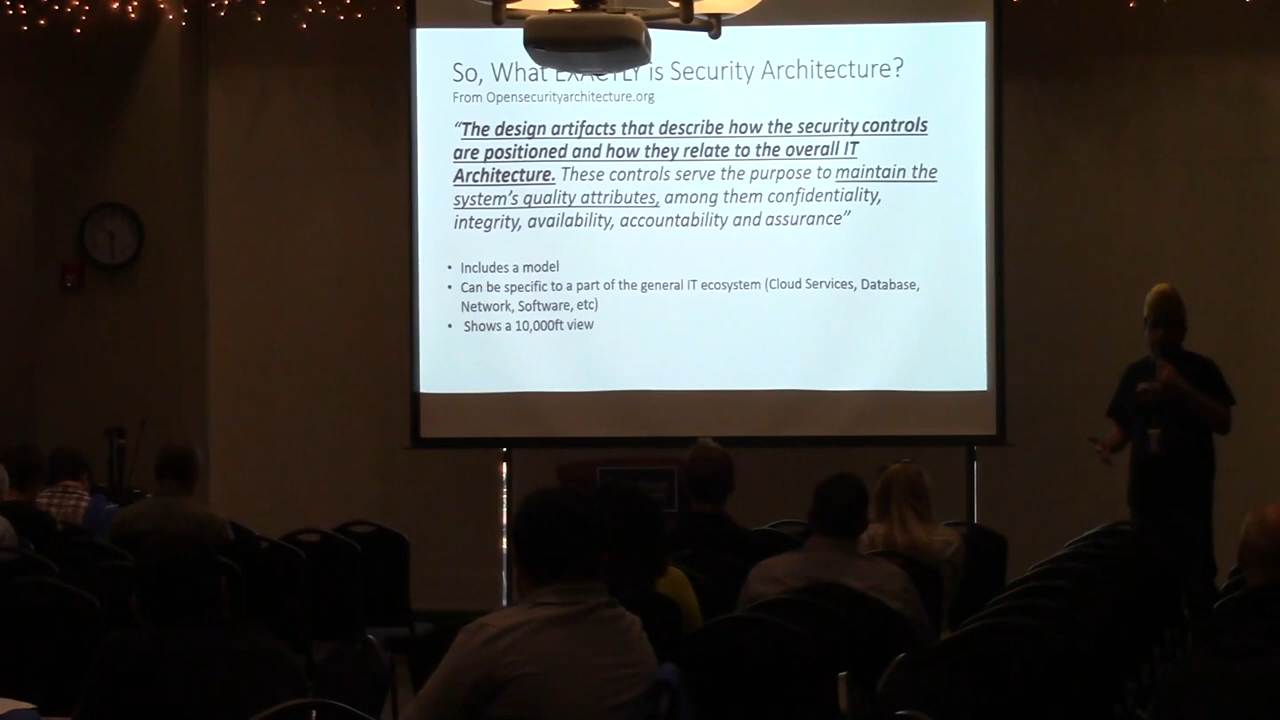 So, What EXACTLY is Security Architecture?
From Opensecurityarchitecture.org
“The design artifacts that describe how the security controls
are positioned and how they relate to the overall IT
Architecture. These controls serve the purpose to maintain the
system’s quality attributes, among them confidentiality,
integrity, availability, accountability and assurance”
• Includes a model
• Can be specific to a part of the general IT ecosystem (Cloud Services, Database,
Network, Software, etc)
• Shows a 10,000ft view